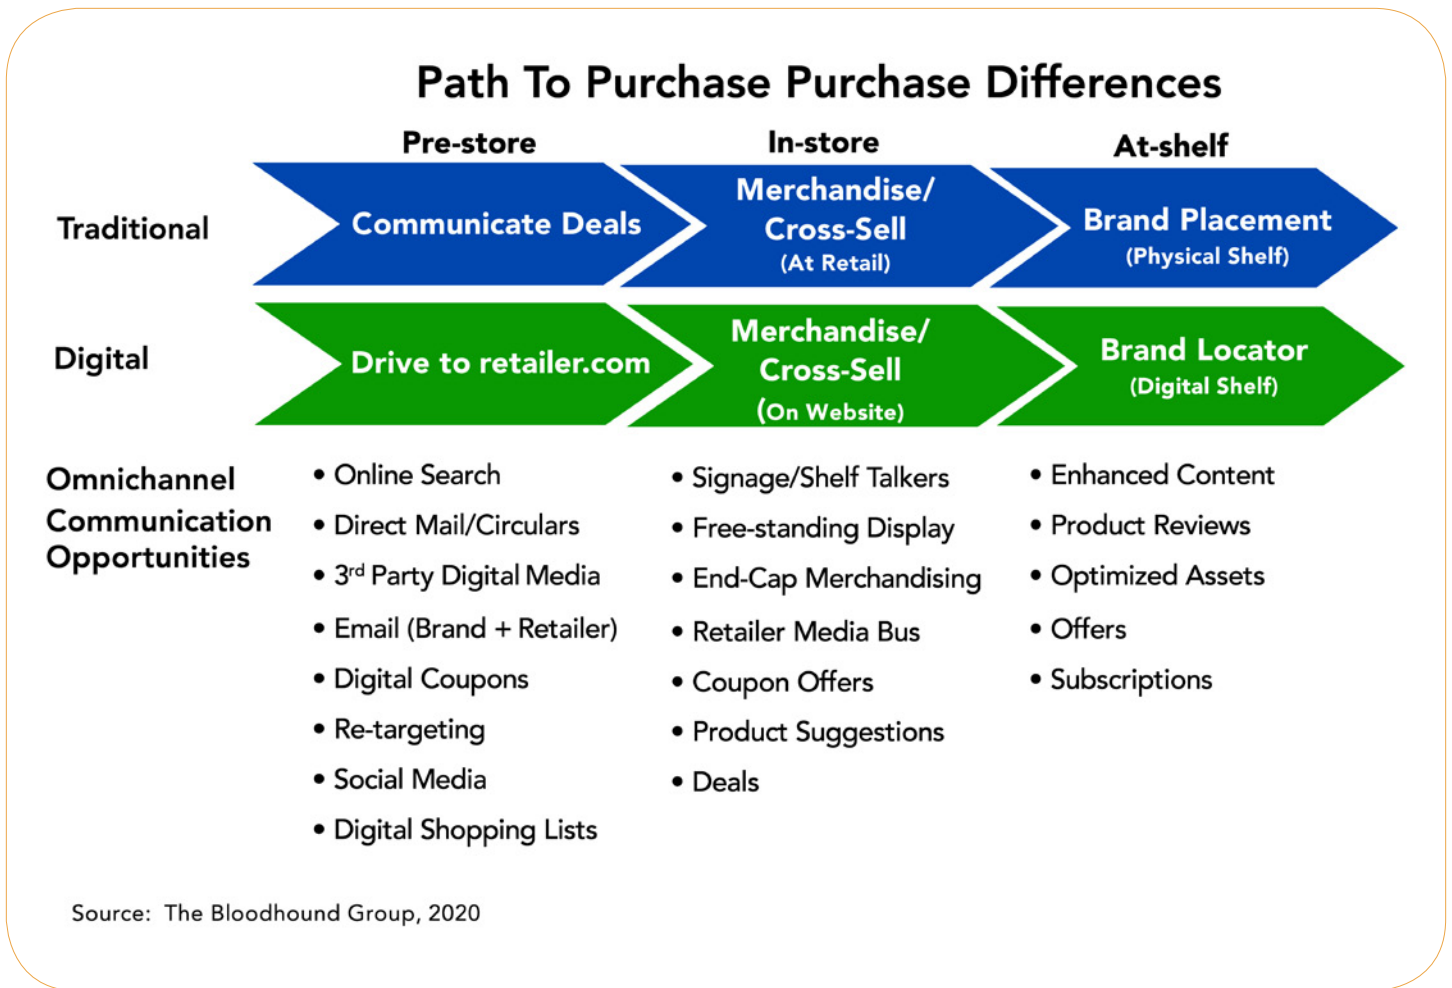 Path To Purchase Purchase Differences
Pre-store
In-store
At-shelf
Traditional
Communicate Deals
Merchandise/
Cross-Sell
(At Retail)
Brand Placement
(Physical Shelf)
Digital
Drive to retailer.com
Merchandise/
Cross-Sell
(On Website)
Brand Locator
(Digital Shelf)
Omnichannel
Communication
Opportunities
• Online Search
• Direct Mail/Circulars
• 3rd Party Digital Media
• Email (Brand + Retailer)
• Digital Coupons
• Re-targeting
• Social Media
• Digital Shopping Lists
• Signage/Shelf Talkers
• Free-standing Display
• End-Cap Merchandising
• Retailer Media Bus
• Coupon Offers
• Product Suggestions
• Deals
• Enhanced Content
• Product Reviews
• Optimized Assets
• Offers
• Subscriptions
Source: The Bloodhound Group, 2020